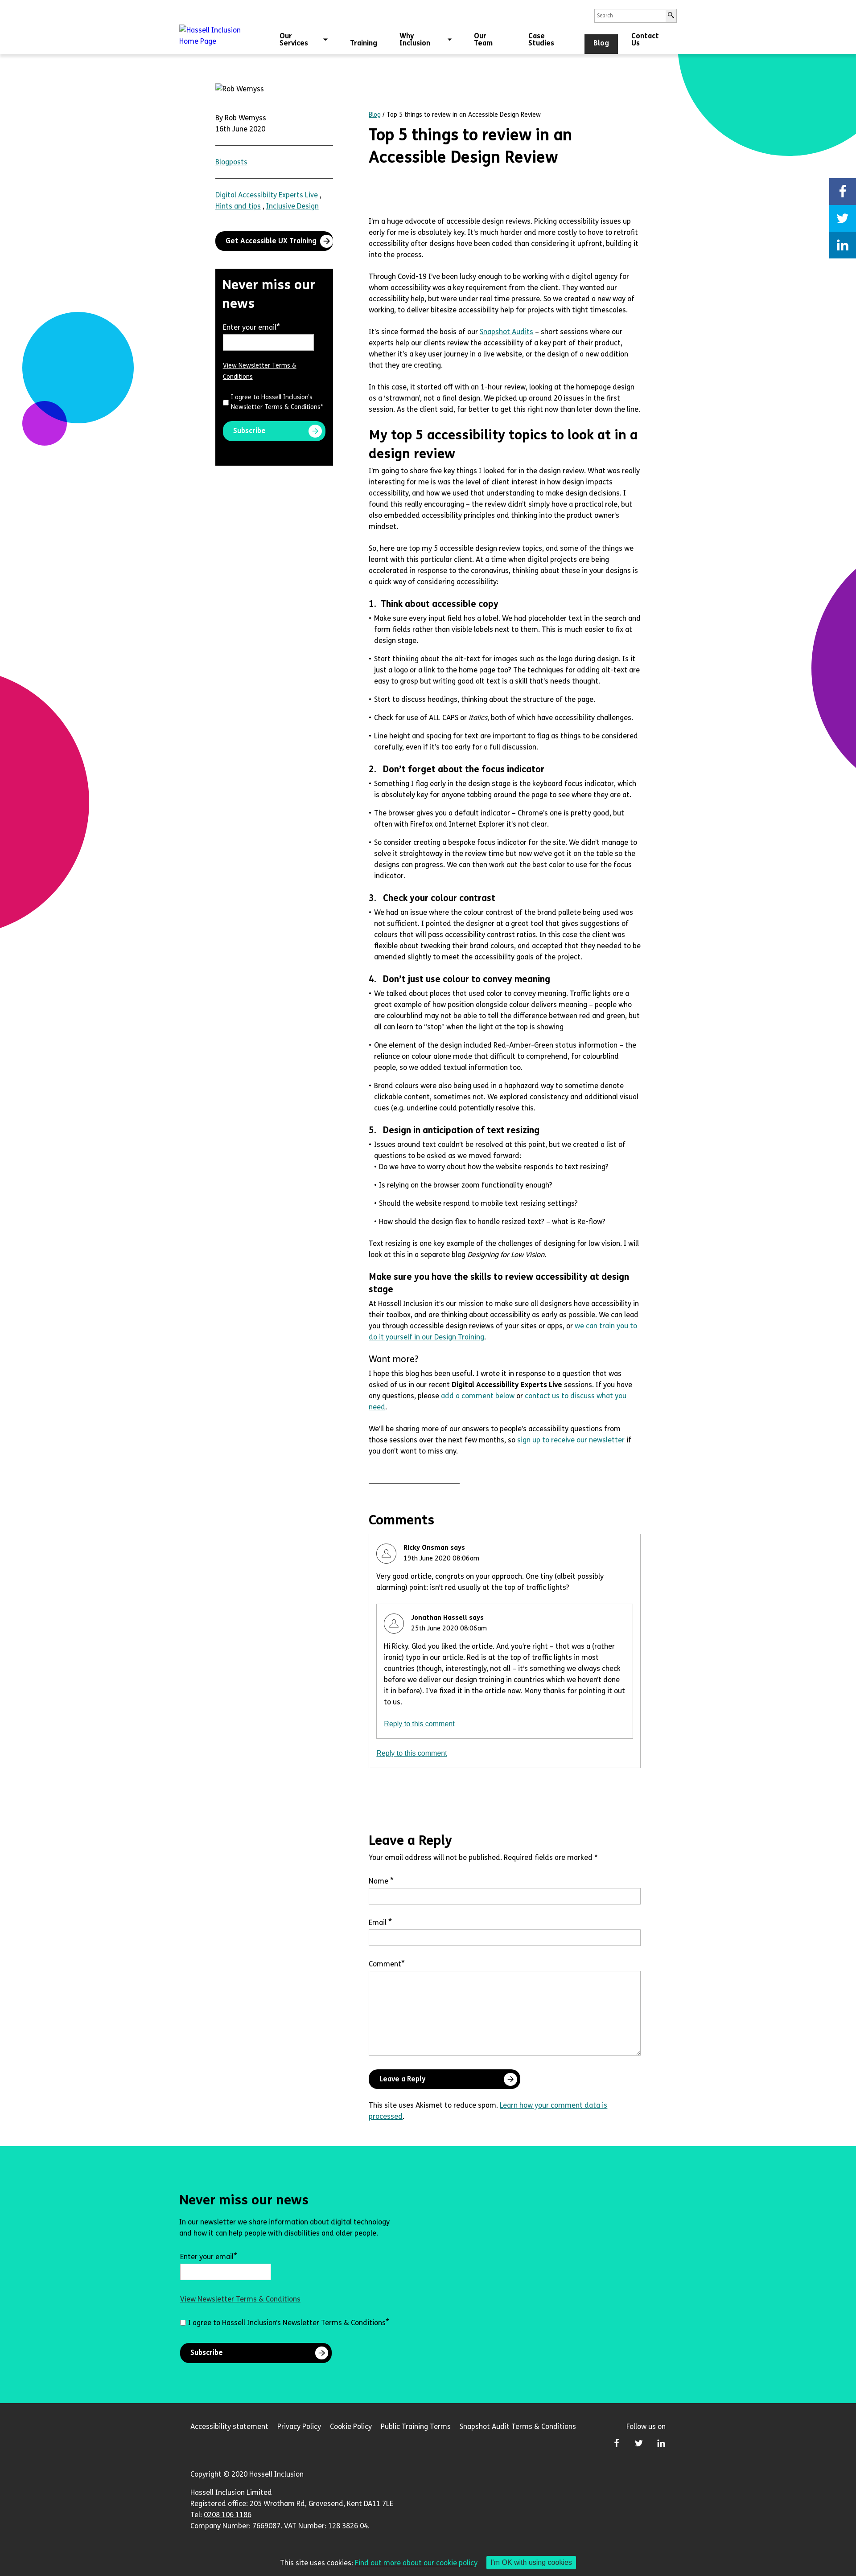 Search
Hassell Inclusion
Home Page
Our
Services
Training
Why
Inclusion
Our
Team
Case
Studies
Blog
Contact
Us
Rob Wemyss
By Rob Wemyss
16th June 2020
Blogposts
Digital Accessibilty Experts Live ,
Hints and tips , Inclusive Design
Get Accessible UX Training
Never miss our
news
Enter your email*
View Newsletter Terms &
Conditions
I agree to Hassell Inclusion's
Newsletter Terms & Conditions*
Subscribe
Blog / Top 5 things to review in an Accessible Design Review
Top 5 things to review in an
Accessible Design Review
I'm a huge advocate of accessible design reviews. Picking accessibility issues up
early for me is so absolutely key. It's much harder and more costly to have to retrofit
accessibility after designs have been coded than considering it upfront, building it
into the process.
Through Covid-19 I've been lucky enough to be working with a digital agency for
whom accessibility was a key requirement from the client. They wanted our
accessibility help, but were under real time pressure. So we created a new way of
working, to deliver bitesize accessibility help for projects with tight timescales.
It's since formed the basis of our Snapshot Audits – short sessions where our
experts help our clients review the accessibility of a key part of their product,
whether it's a key user journey in a live website, or the design of a new addition
that they are creating.
In this case, it started off with an 1-hour review, looking at the homepage design
as a 'strawman', not a final design. We picked up around 20 issues in that first
session. As the client said, far better to get this right now than later down the line.
My top 5 accessibility topics to look at in a
design review
I'm going to share five key things I looked for in the design review. What was really
interesting for me is was the level of client interest in how design impacts
accessibility, and how we used that understanding to make design decisions. I
found this really encouraging – the review didn't simply have a practical role, but
also embedded accessibility principles and thinking into the product owner's
mindset.
So, here are top my 5 accessible design review topics, and some of the things we
learnt with this particular client. At a time when digital projects are being
accelerated in response to the coronavirus, thinking about these in your designs is
a quick way of considering accessibility:
1. Think about accessible copy
• Make sure every input field has a label. We had placeholder text in the search and
form fields rather than visible labels next to them. This is much easier to fix at
design stage.
• Start thinking about the alt-text for images such as the logo during design. Is it
just a logo or a link to the home page too? The techniques for adding alt-text are
easy to grasp but writing good alt text is a skill that's needs thought.
• Start to discuss headings, thinking about the structure of the page.
• Check for use of ALL CAPS or italics, both of which have accessibility challenges.
• Line height and spacing for text are important to flag as things to be considered
carefully, even if it's too early for a full discussion.
2. Don't forget about the focus indicator
• Something I flag early in the design stage is the keyboard focus indicator, which
is absolutely key for anyone tabbing around the page to see where they are at.
• The browser gives you a default indicator – Chrome's one is pretty good, but
often with Firefox and Internet Explorer it's not clear.
• So consider creating a bespoke focus indicator for the site. We didn't manage to
solve it straightaway in the review time but now we've got it on the table so the
designs can progress. We can then work out the best color to use for the focus
indicator.
3. Check your colour contrast
• We had an issue where the colour contrast of the brand pallete being used was
not sufficient. I pointed the designer at a great tool that gives suggestions of
colours that will pass accessibility contrast ratios. In this case the client was
flexible about tweaking their brand colours, and accepted that they needed to be
amended slightly to meet the accessibility goals of the project.
4. Don't just use colour to convey meaning
• We talked about places that used color to convey meaning. Traffic lights are a
great example of how position alongside colour delivers meaning – people who
are colourblind may not be able to tell the difference between red and green, but
all can learn to "stop" when the light at the top is showing
• One element of the design included Red-Amber-Green status information – the
reliance on colour alone made that difficult to comprehend, for colourblind
people, so we added textual information too.
• Brand colours were also being used in a haphazard way to sometime denote
clickable content, sometimes not. We explored consistency and additional visual
cues (e.g. underline could potentially resolve this.
5. Design in anticipation of text resizing
• Issues around text couldn't be resolved at this point, but we created a list of
questions to be asked as we moved forward:
• Do we have to worry about how the website responds to text resizing?
• Is relying on the browser zoom functionality enough?
• Should the website respond to mobile text resizing settings?
• How should the design flex to handle resized text? – what is Re-flow?
Text resizing is one key example of the challenges of designing for low vision. I will
look at this in a separate blog Designing for Low Vision.
Make sure you have the skills to review accessibility at design
stage
At Hassell Inclusion it's our mission to make sure all designers have accessibility in
their toolbox, and are thinking about accessibility as early as possible. We can lead
you through accessible design reviews of your sites or apps, or we can train you to
do it yourself in our Design Training.
Want more?
I hope this blog has been useful. I wrote it in response to a question that was
asked of us in our recent Digital Accessibility Experts Live sessions. If you have
any questions, please add a comment below or contact us to discuss what you
need.
We'll be sharing more of our answers to people's accessibility questions from
those sessions over the next few months, so sign up to receive our newsletter if
you don't want to miss any.
Comments
Ricky Onsman says
19th June 2020 08:06am
Very good article, congrats on your approach. One tiny (albeit possibly
alarming) point: isn't red usually at the top of traffic lights?
Jonathan Hassell says
25th June 2020 08:06am
Hi Ricky. Glad you liked the article. And you're right – that was a (rather
ironic) typo in our article. Red is at the top of traffic lights in most
countries (though, interestingly, not all – it's something we always check
before we deliver our design training in countries which we haven't done
it in before). I've fixed it in the article now. Many thanks for pointing it out
to us.
Reply to this comment
Reply to this comment
Leave a Reply
Your email address will not be published. Required fields are marked *
Name *
Email *
Comment*
Leave a Reply
This site uses Akismet to reduce spam. Learn how your comment data is
processed.
Never miss our news
In our newsletter we share information about digital technology
and how it can help people with disabilities and older people.
Enter your email*
View Newsletter Terms & Conditions
I agree to Hassell Inclusion's Newsletter Terms & Conditions*
Subscribe
Accessibility statement
Privacy Policy
Cookie Policy
Public Training Terms
Snapshot Audit Terms & Conditions
Follow us on
Copyright © 2020 Hassell Inclusion
Hassell Inclusion Limited
Registered office: 205 Wrotham Rd, Gravesend, Kent DA11 7LE
Tel: 0208 106 1186
Company Number: 7669087. VAT Number: 128 3826 04.
This site uses cookies: Find out more about our cookie policy
I'm OK with using cookies